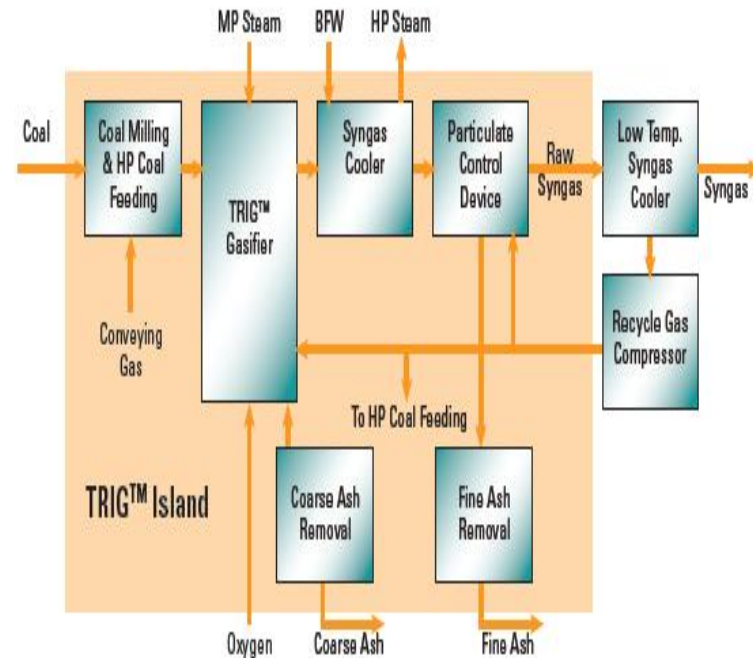 MP Steam
BFW
HP Steam
Coal
Coal Milling
& HP Coal
Feeding
TRIG™
Gasifier
Syngas
Cooler
Particulate
Control
Device
Raw
Syngas
Low Temp.
Syngas
Cooler
Syngas
Conveying
Gas
Recycle Gas
Compressor
To HP Coal Feeding
TRIG™ Island
Coarse Ash
Removal
Fine Ash
Removal
Oxygen
Coarse Ash
Fine Ash